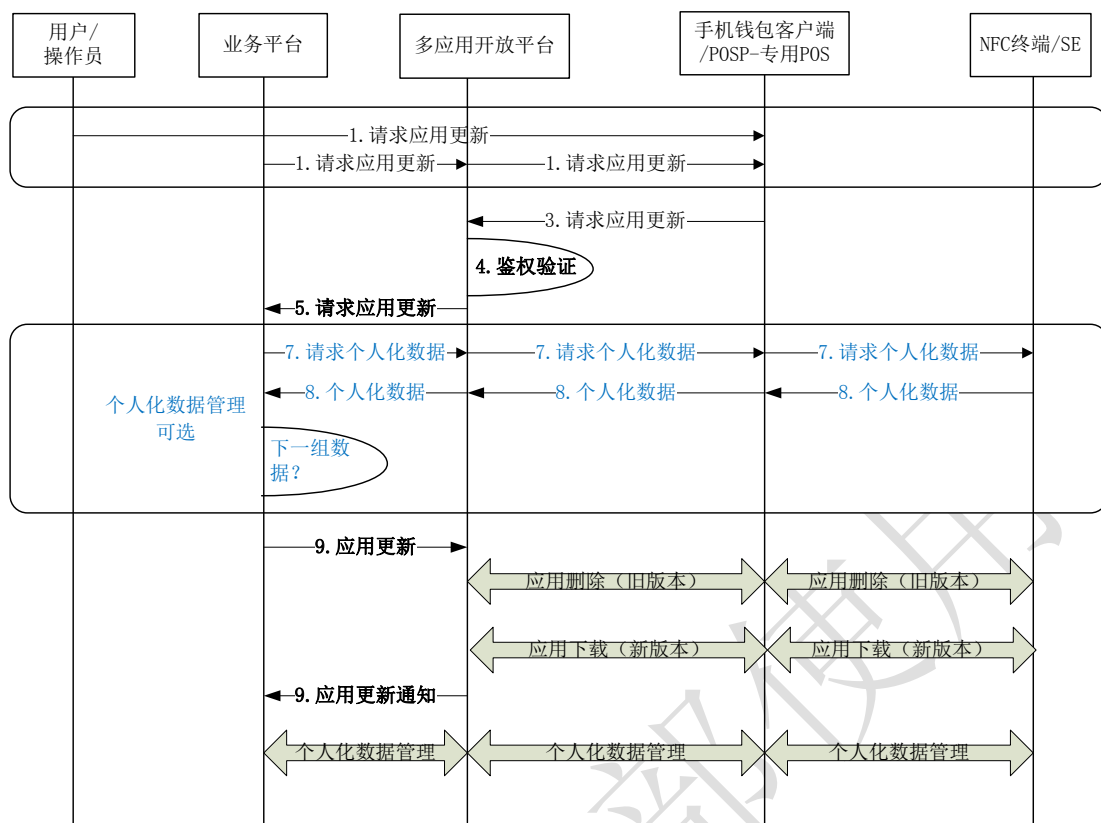 用户/
操作员
业务平台
多应用开放平台
手机钱包客户端
/POSP-专用POS
NFC终端/SE
1.请求应用更新
1.请求应用更新
1.请求应用更新
3.请求应用更新
4.鉴权验证
5.请求应用更新
7.请求个人化数据
7.请求个人化数据
7.请求个人化数据
8.个人化数据
8.个人化数据
8.个人化数据
个人化数据管理
可选
下一组数
据?
9.应用更新
应用删除（旧版本）
应用删除（旧版本）
应用下载（新版本）
应用下载（新版本）
9.应用更新通知
个人化数据管理
个人化数据管理
个人化数据管理
部使用